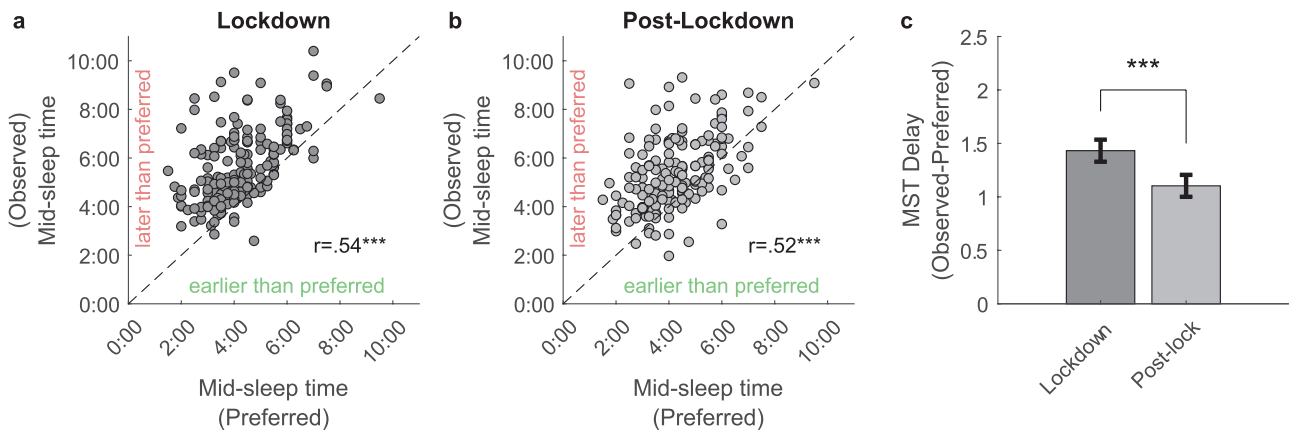 a
Lockdown
10:00
8:00
6:00
4:00
2:00
0:00
(Observed)
Mid-sleep time
later than preferred
r=.54***
earlier than preferred
0:00
2:00
4:00
6:00
8:00
10:00
Mid-sleep time
(Preferred)
b
Post-Lockdown
10:00
8:00
6:00
4:00
2:00
0:00
(Observed)
Mid-sleep time
later than preferred
r=.52***
earlier than preferred
0:00
2:00
4:00
6:00
8:00
10:00
Mid-sleep time
(Preferred)
c
2.5
2
1.5
1
0.5
0
MST Delay
(Observed-Preferred)
***
Lockdown
Post-lock